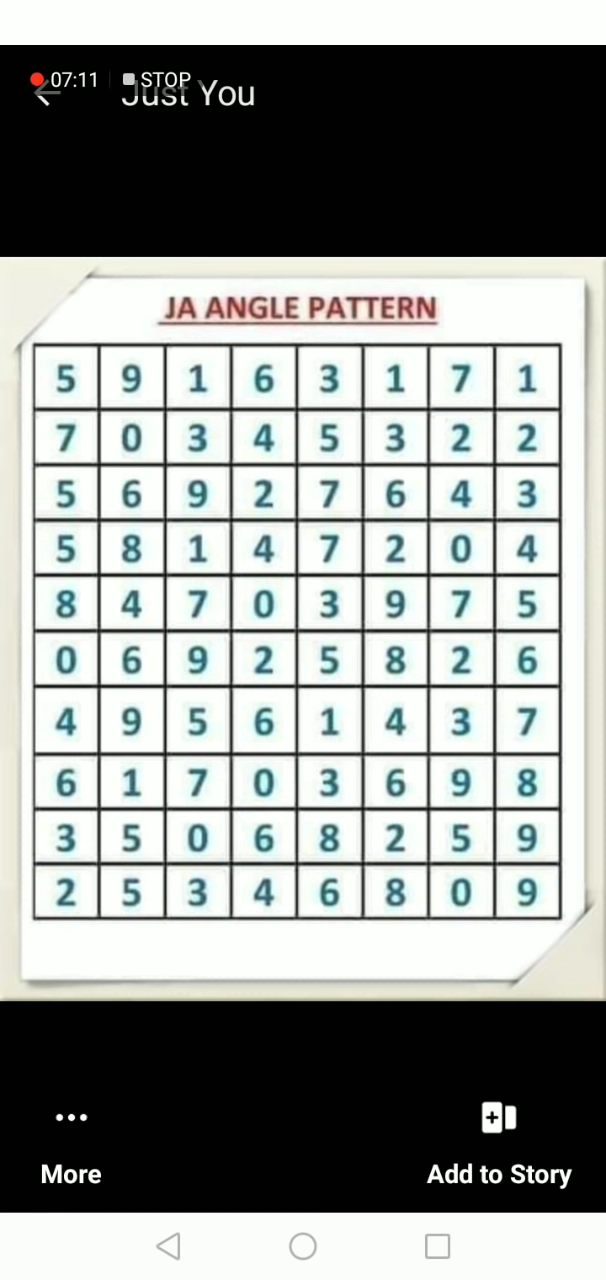 07:11 STOP
Just You
JA ANGLE PATTERN
5 9 1 6 3 1 7 1
7 0 3 4 5 3 2 2
5 6 9 2 7 6 4 3
5 8 1 4 7 2 0 4
8 4 7 0 3 9 7 5
0 6 9 2 5 8 2 6
4 9 5 6 1 4 3 7
6 1 7 0 3 6 9 8
3 5 0 6 8 2 5 9
2 5 3 4 6 8 0 9
More Add to Story